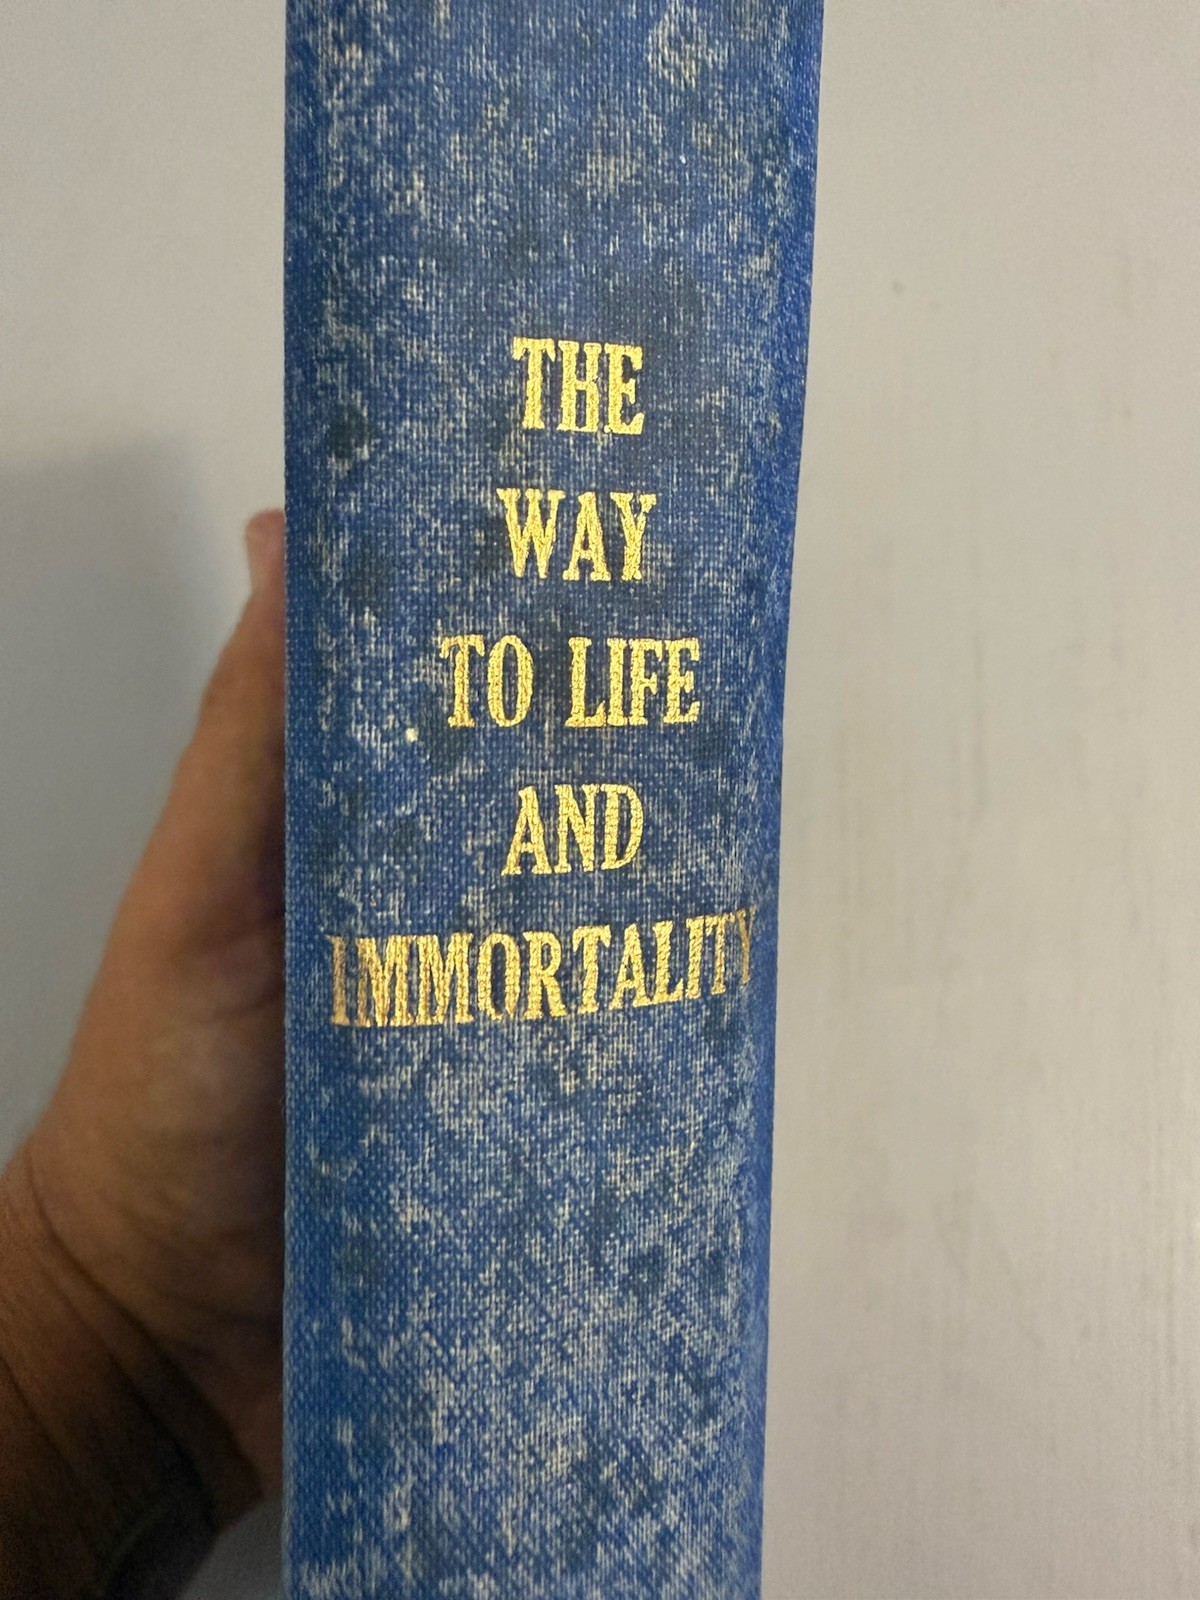 THE
WAY
TO LIFE
AND
IMMORTALITY